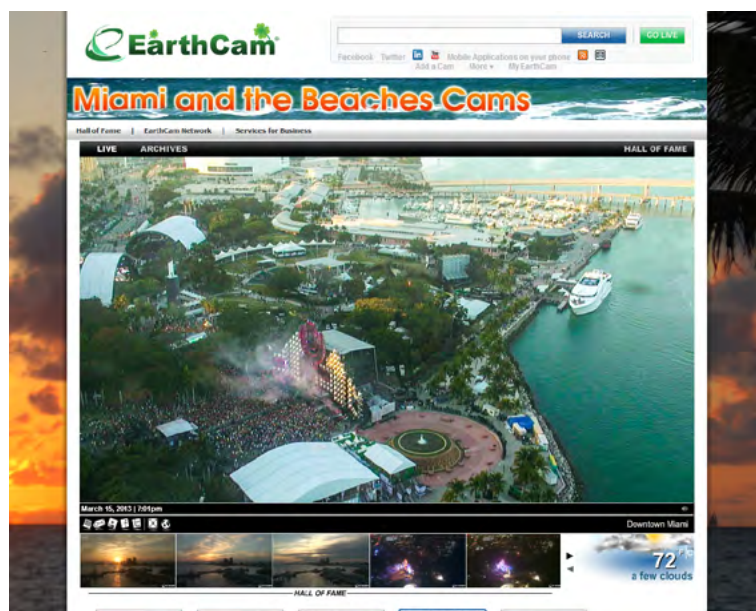 EarthCam
SEARCH
GO LIVE
Facebook Twitter Mobile Applications on your phone
Add a Cam More My EarthCam
Miami and the Beaches Cams
Hall of Fame | EarthCam Network | Services for Business
LIVE ARCHIVES HALL OF FAME
March 15, 2013 | 7:01pm
Downtown Miami
72
a few clouds
HALL OF FAME